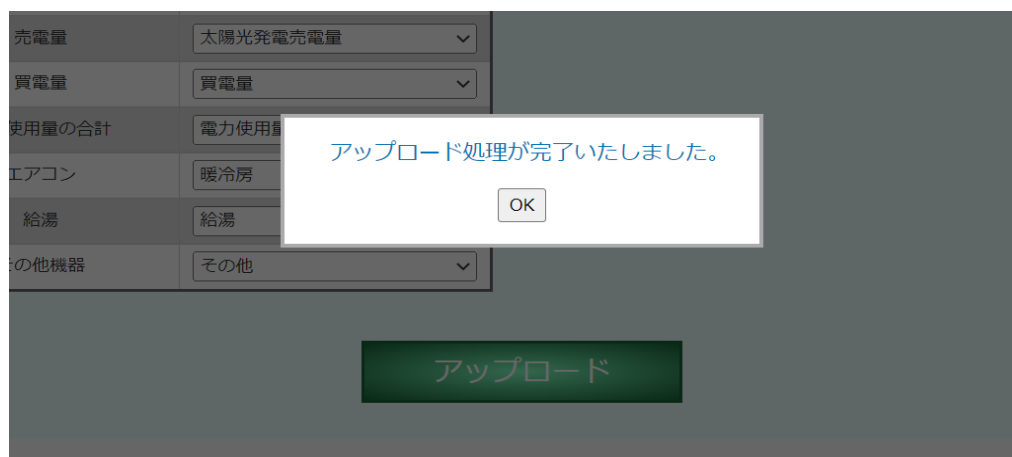 売電量 太陽光発電売電量
買電量 買電量
使用量の合計 電力使用量
エアコン 暖冷房
給湯 給湯
その他機器 その他
アップロード処理が完了いたしました。
OK
アップロード